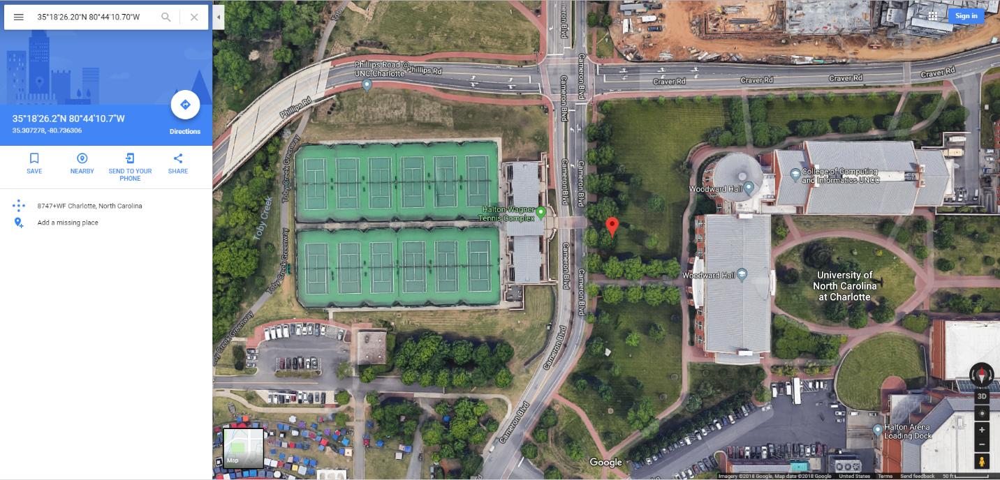 35°18'26.20"N 80°44'10.70"W
35°18'26.2"N 80°44'10.7"W
35.307278, -80.736306
Directions
SAVE
NEARBY
SEND TO YOUR
PHONE
SHARE
8747+WF Charlotte, North Carolina
Add a missing place
Sign in
Cameron Blvd
Cameron Blvd
Phillips Road @
UNC Charlotte
Phillips Rd
Cameron Blvd
Craver Rd
Craver Rd
Craver Rd
Craver Rd
Phillips Rd
Toby Creek Greenway
Toby Creek
Cameron Blvd
Cameron Blvd
College of Computing
and Informatics UNCC
Woodward Hall
Halton-Wagner
Tennis Complex
Toby Creek Greenway
Cameron Blvd
Cameron Blvd
Woodward Hall
University of
North Carolina
at Charlotte
Creek Greenway
Cameron Blvd
Cameron Blvd
3D
Halton Arena
Loading Dock
Map
Google
Imagery ©2018 Google, Map data ©2018 Google United States Terms Send feedback 50 ft